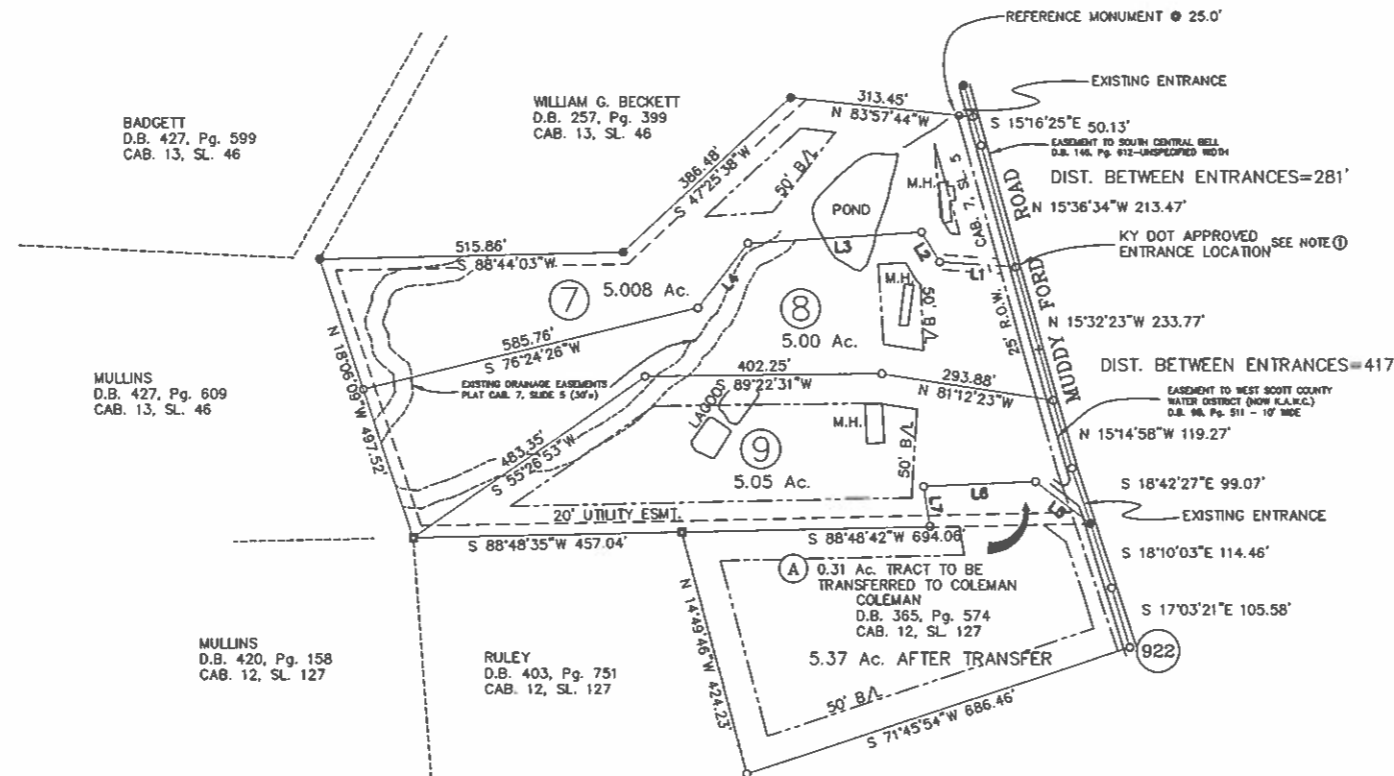 REFERENCE MONUMENT @ 25.0'
EXISTING ENTRANCE
BADGETT
D.B. 427, Pg. 599
CAB. 13, SL. 46
WILLIAM G. BECKETT
D.B. 257, Pg. 399
CAB. 13, SL. 46
313.45'
N 83°57'44"W
S 15°16'25"E 50.13'
EASEMENT TO SOUTH CENTRAL BELL
D.B. 146, Pg. 612-UNSPECIFIED WIDTH
386.48'
S 47°25'38"W
50' B/L
M.H.
CAB. 7, SL. 5
POND
DIST. BETWEEN ENTRANCES=281'
N 15°36'34"W 213.47'
MUDDY FORD ROAD
KY DOT APPROVED
ENTRANCE LOCATION SEE NOTE 1
515.86'
S 88°44'03"W
L3
L2
L1
L4
7
5.008 Ac.
M.H.
50' B/L
8
5.00 Ac.
25' R.O.W.
N 15°32'23"W 233.77'
585.76'
S 76°24'26"W
DIST. BETWEEN ENTRANCES=417
MULLINS
D.B. 427, Pg. 609
CAB. 13, SL. 46
N 18°06'09"W 497.52'
EXISTING DRAINAGE EASEMENTS
PLAT CAB. 7, SLIDE 5 (30's)
402.25'
S 89°22'31"W
293.88'
N 81°12'23"W
EASEMENT TO WEST SCOTT COUNTY
WATER DISTRICT (NOW K.A.W.C.)
D.B. 98, Pg. 511 - 10' WIDE
LAGOONS
M.H.
N 15°14'58"W 119.27'
483.35'
S 55°26'53"W
9
5.05 Ac.
50' B/L
L6
L5
L7
S 18°42'27"E 99.07'
EXISTING ENTRANCE
20' UTILITY ESMT.
S 88°48'35"W 457.04'
S 88°48'42"W 694.06'
S 18°10'03"E 114.46'
A 0.31 Ac. TRACT TO BE
TRANSFERRED TO COLEMAN
COLEMAN
D.B. 365, Pg. 574
CAB. 12, SL. 127
5.37 Ac. AFTER TRANSFER
S 17°03'21"E 105.58'
922
MULLINS
D.B. 420, Pg. 158
CAB. 12, SL. 127
RULEY
D.B. 403, Pg. 751
CAB. 12, SL. 127
N 14°49'46"W 424.23'
50' B/L
S 71°45'54"W 686.46'